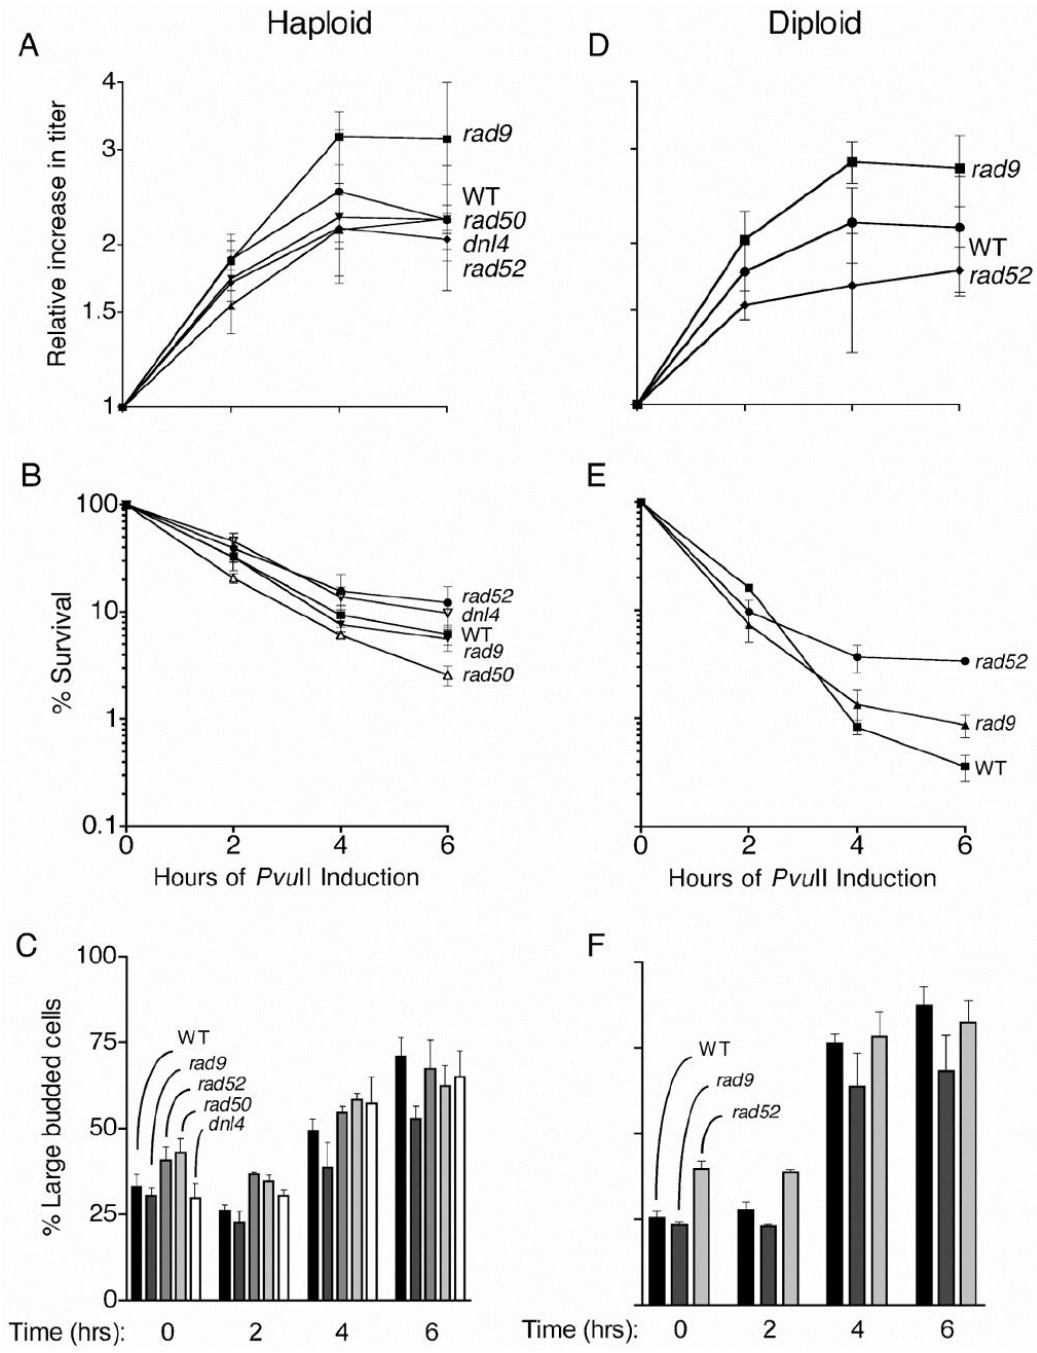 Haploid
Diploid
A
Relative increase in titer
4
3
2
1.5
1
rad9
WT
rad50
dnl4
rad52
D
rad9
WT
rad52
B
% Survival
100
10
1
0.1
rad52
dnl4
WT
rad9
rad50
0 2 4 6
Hours of PvuII Induction
E
rad52
rad9
WT
0 2 4 6
Hours of PvuII Induction
C
% Large budded cells
100
75
50
25
0
WT
rad9
rad52
rad50
dnl4
Time (hrs): 0 2 4 6
F
WT
rad9
rad52
Time (hrs): 0 2 4 6